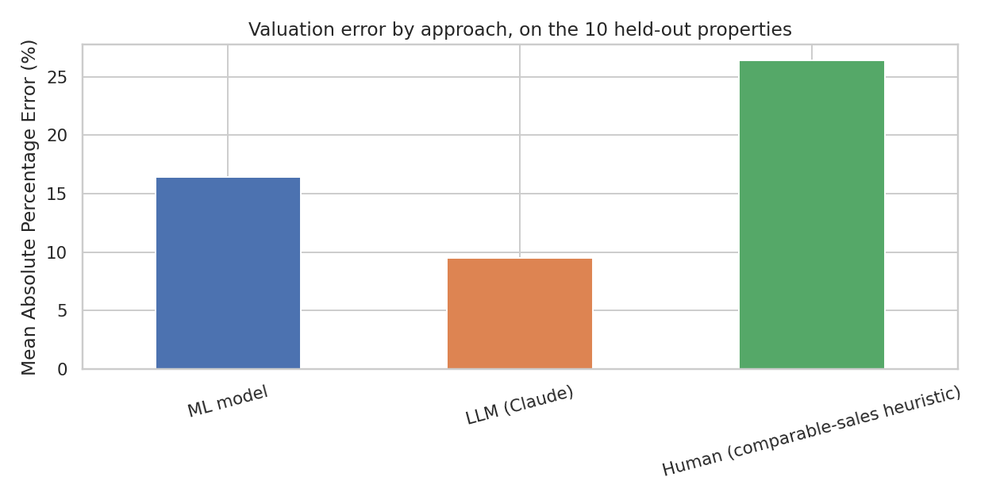 Valuation error by approach, on the 10 held-out properties
Mean Absolute Percentage Error (%)
25
20
15
10
5
0
ML model
LLM (Claude)
Human (comparable-sales heuristic)